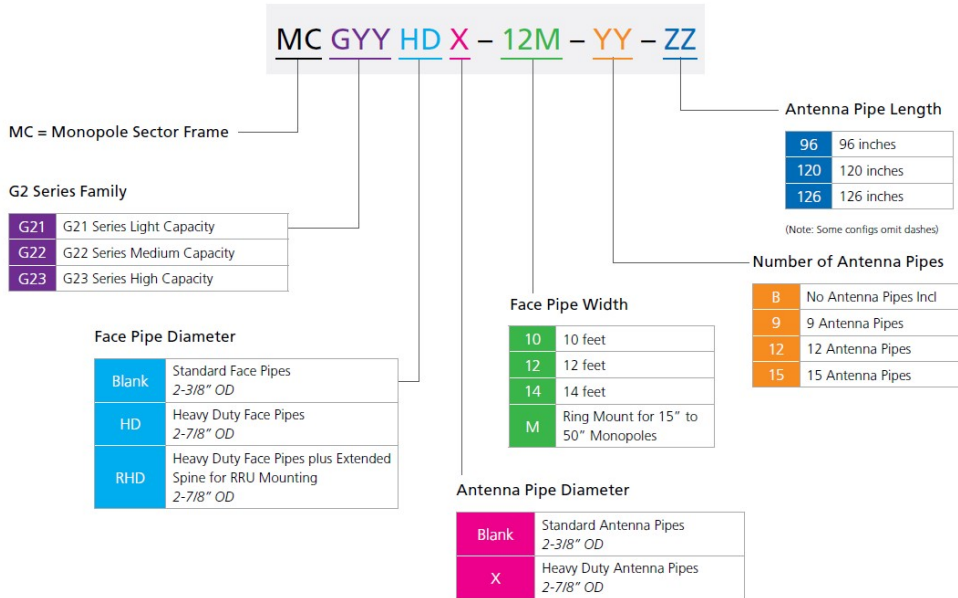 MC GYY HD X – 12M – YY – ZZ
MC = Monopole Sector Frame
G2 Series Family
G21 G21 Series Light Capacity
G22 G22 Series Medium Capacity
G23 G23 Series High Capacity
Face Pipe Diameter
Blank Standard Face Pipes
2-3/8” OD
HD Heavy Duty Face Pipes
2-7/8” OD
RHD Heavy Duty Face Pipes plus Extended
Spine for RRU Mounting
2-7/8” OD
Antenna Pipe Diameter
Blank Standard Antenna Pipes
2-3/8” OD
X Heavy Duty Antenna Pipes
2-7/8” OD
Face Pipe Width
10 10 feet
12 12 feet
14 14 feet
M Ring Mount for 15” to
50” Monopoles
Number of Antenna Pipes
B No Antenna Pipes Incl
9 9 Antenna Pipes
12 12 Antenna Pipes
15 15 Antenna Pipes
Antenna Pipe Length
96 96 inches
120 120 inches
126 126 inches
(Note: Some configs omit dashes)